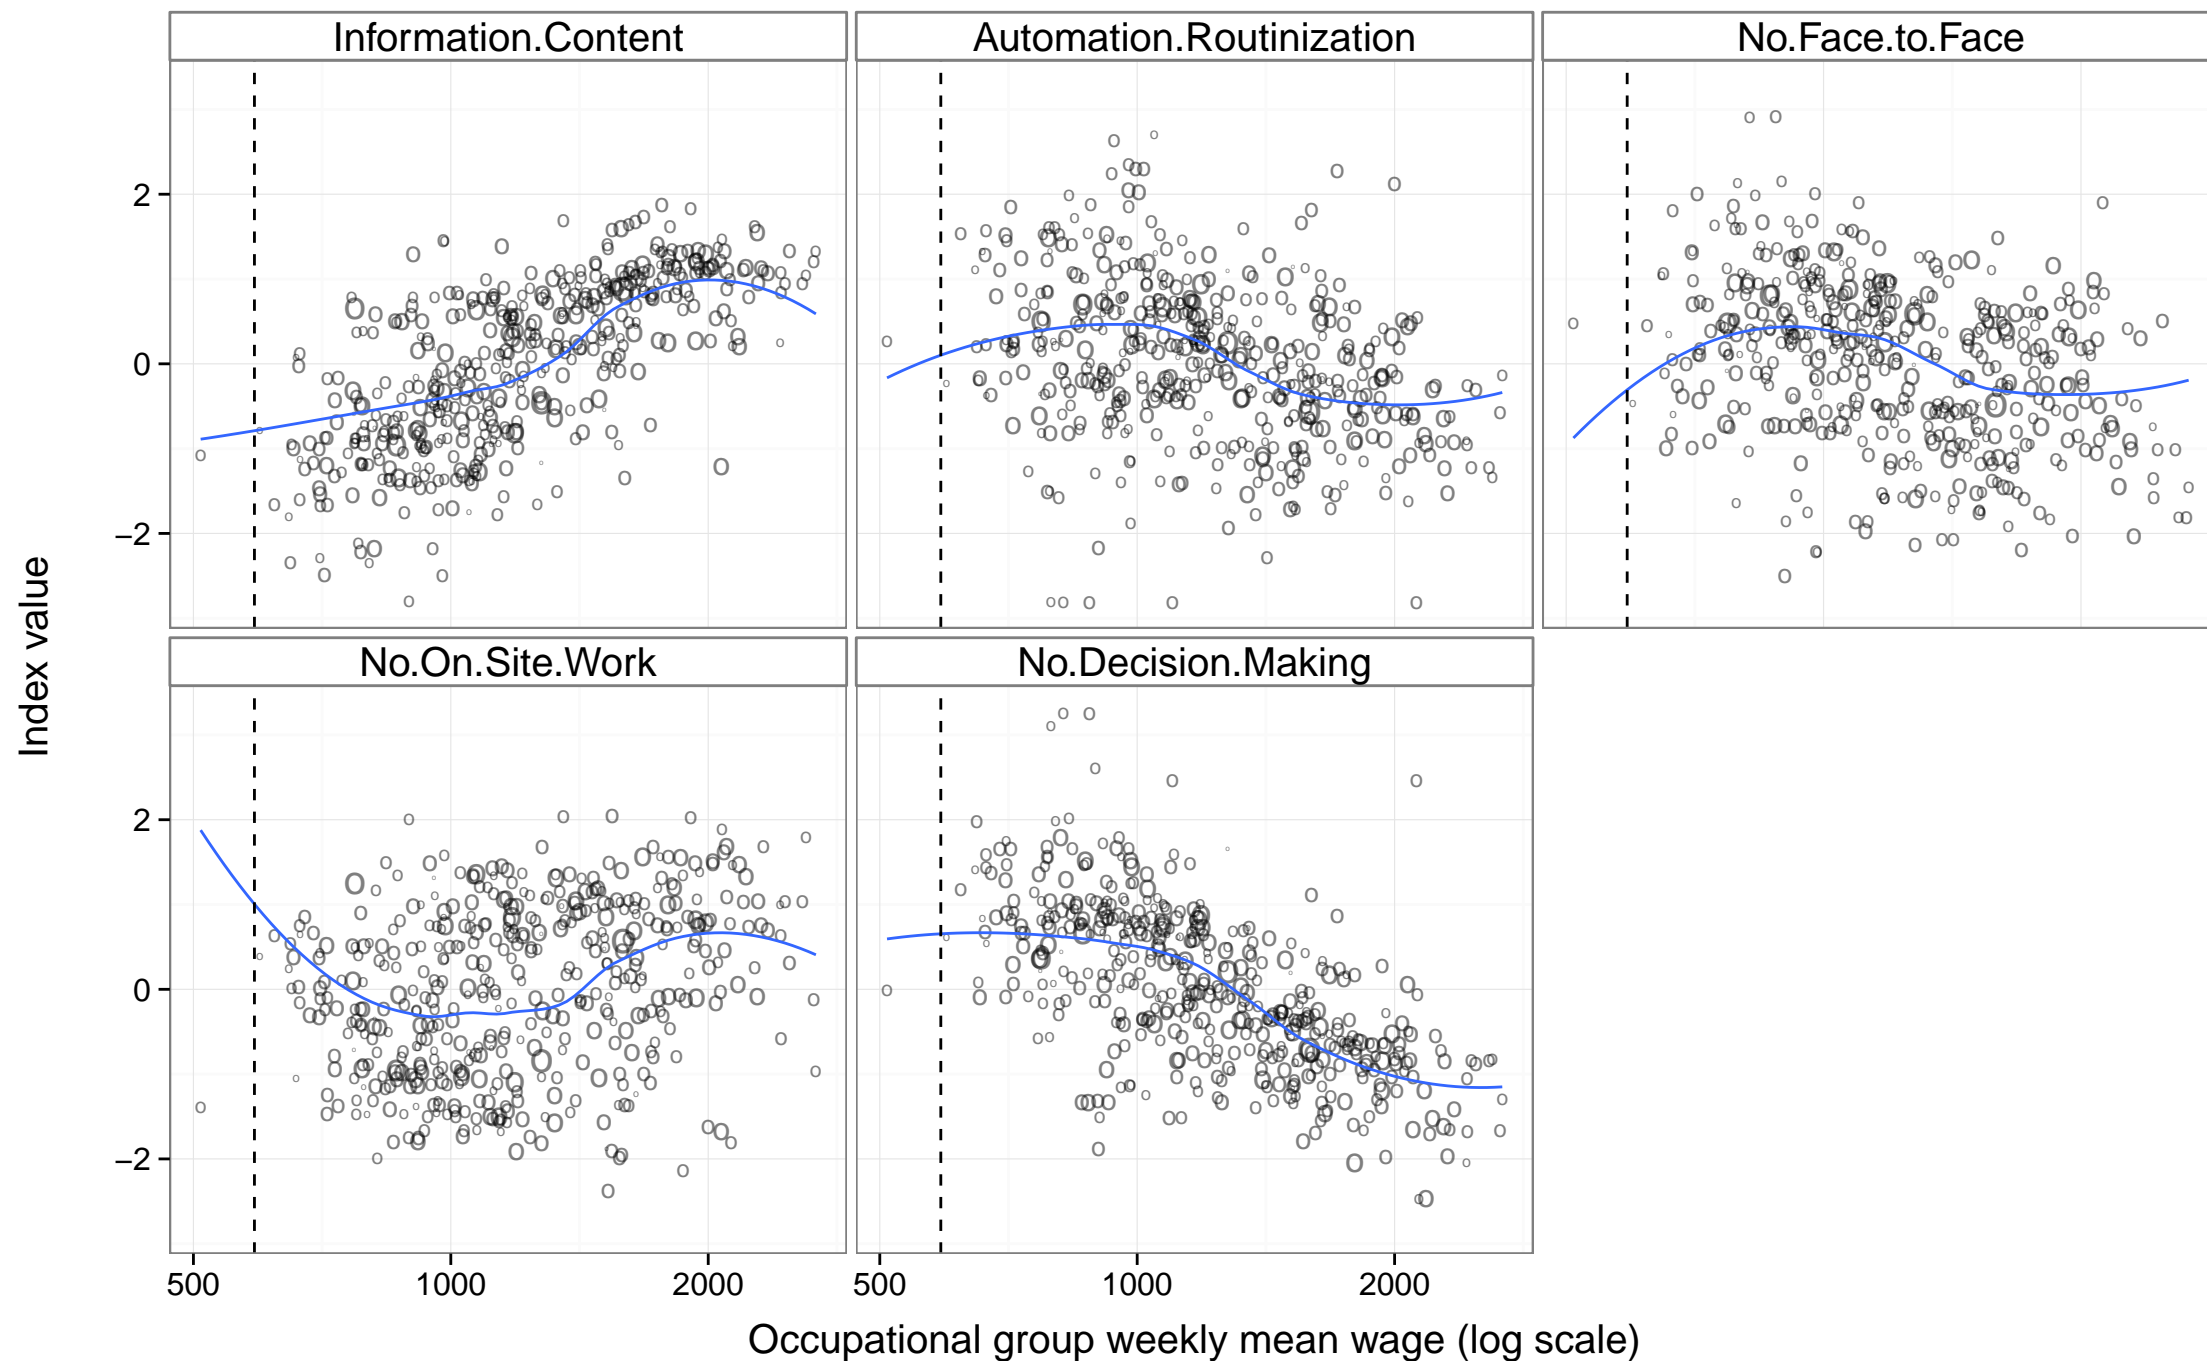 Information.Content
Automation.Routinization
No.Face.to.Face
2
0
−2
No.On.Site.Work
No.Decision.Making
2
0
−2
500
1000
2000
500
1000
2000
Index value
Occupational group weekly mean wage (log scale)